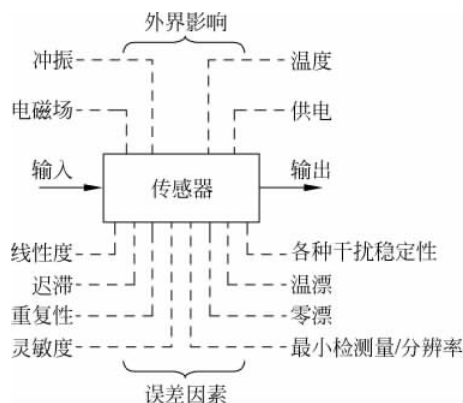 外界影响
冲振 温度
电磁场 供电
输入 传感器 输出
线性度 各种干扰稳定性
迟滞 温漂
重复性 零漂
灵敏度 最小检测量/分辨率
误差因素